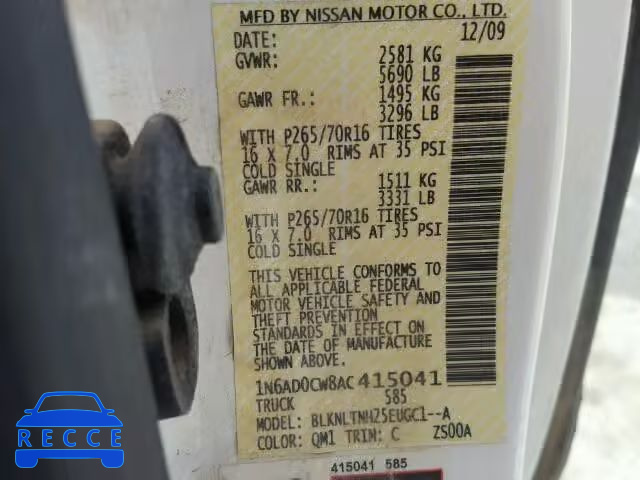 MFD BY NISSAN MOTOR CO., LTD.
DATE: 12/09
GVWR: 2581 KG
5690 LB
GAWR FR.: 1495 KG
3296 LB
WITH P265/70R16 TIRES
16 X 7.0 RIMS AT 35 PSI
COLD SINGLE
GAWR RR.: 1511 KG
3331 LB
WITH P265/70R16 TIRES
16 X 7.0 RIMS AT 35 PSI
COLD SINGLE
THIS VEHICLE CONFORMS TO
ALL APPLICABLE FEDERAL
MOTOR VEHICLE SAFETY AND
THEFT PREVENTION
STANDARDS IN EFFECT ON
THE DATE OF MANUFACTURE
SHOWN ABOVE.
1N6AD0CW8AC415041
TRUCK 585
MODEL: BLKNLTNHZ5EUGC1--A
COLOR: QM1 TRIM: C ZS00A
415041 585
AUTOBIDMASTER